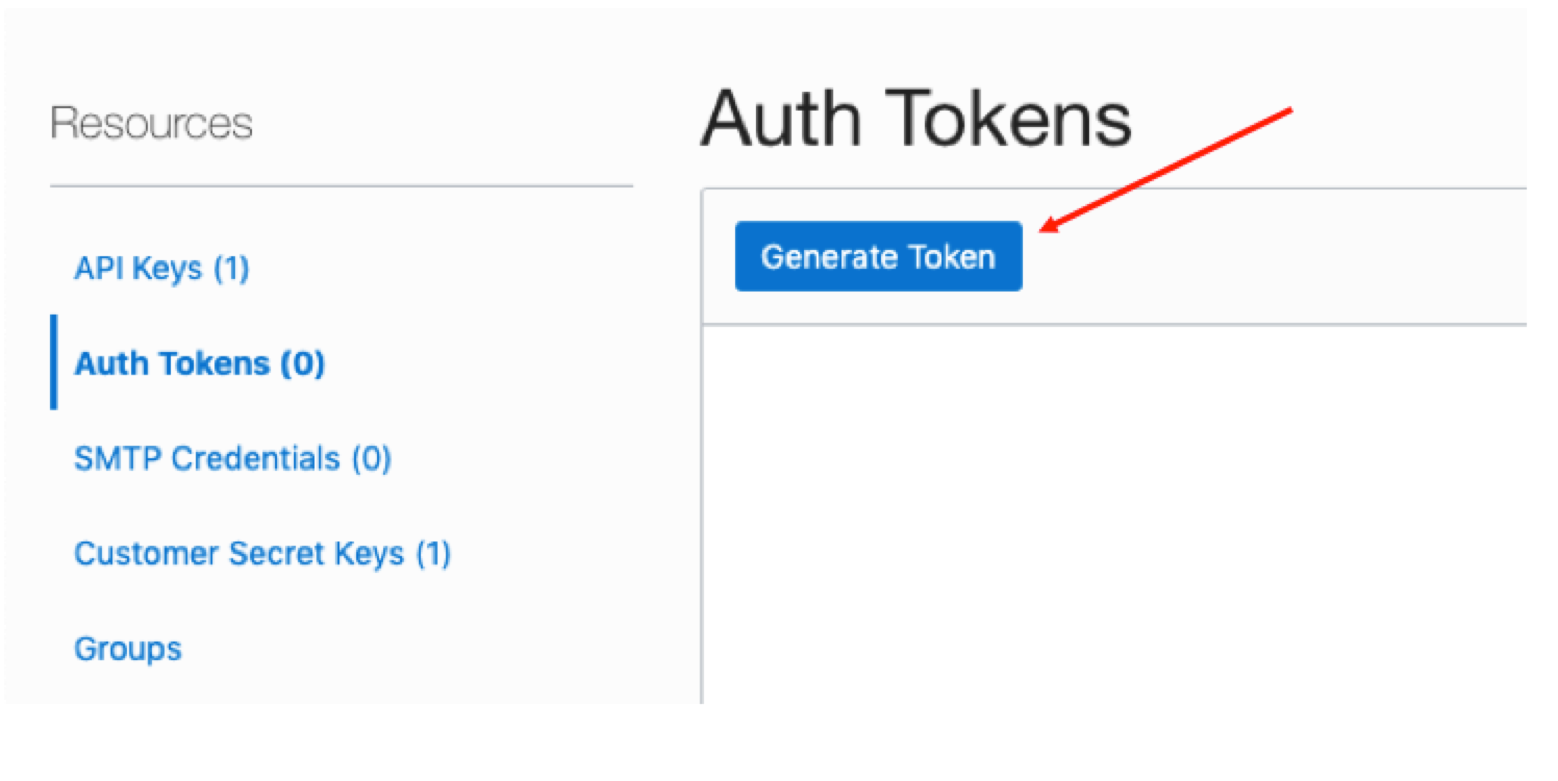 Resources
API Keys (1)
Auth Tokens (0)
SMTP Credentials (0)
Customer Secret Keys (1)
Groups
Auth Tokens
Generate Token